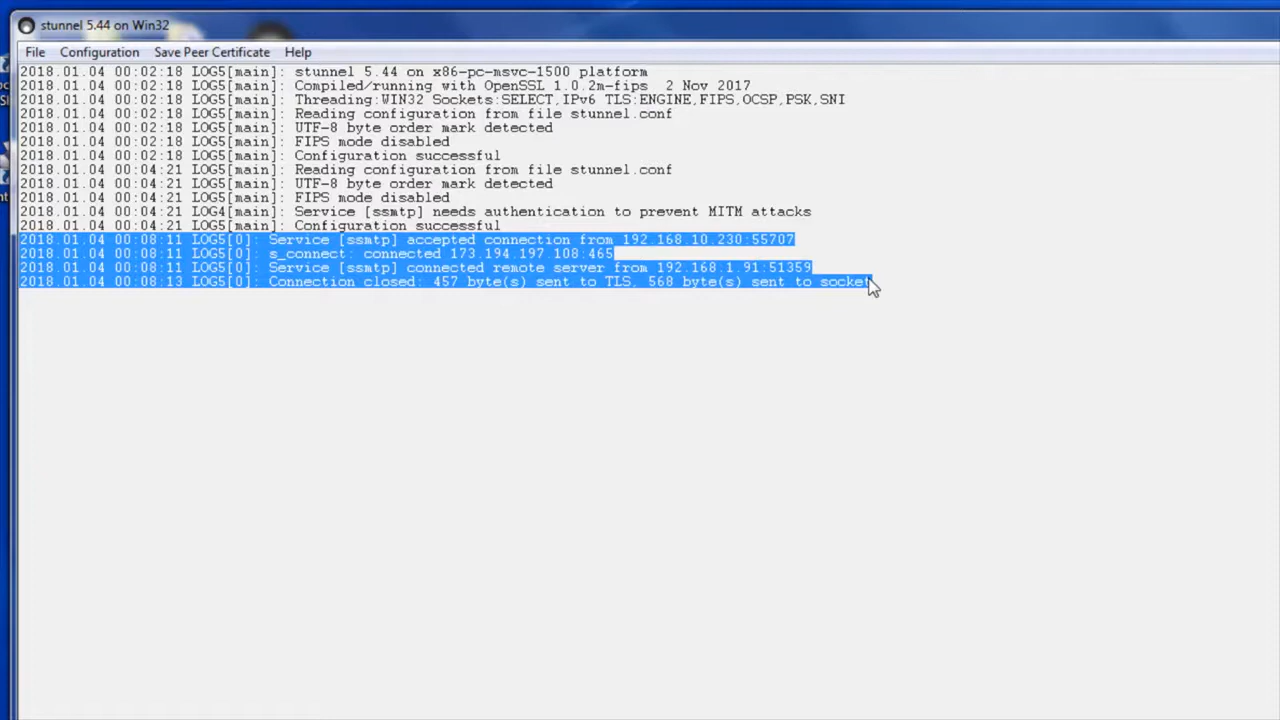 stunnel 5.44 on Win32
File Configuration Save Peer Certificate Help
2018.01.04 00:02:18 LOG5[main]: stunnel 5.44 on x86-pc-msvc-1500 platform
2018.01.04 00:02:18 LOG5[main]: Compiled/running with OpenSSL 1.0.2m-fips  2 Nov 2017
2018.01.04 00:02:18 LOG5[main]: Threading:WIN32 Sockets:SELECT,IPv6 TLS:ENGINE,FIPS,OCSP,PSK,SNI
2018.01.04 00:02:18 LOG5[main]: Reading configuration from file stunnel.conf
2018.01.04 00:02:18 LOG5[main]: UTF-8 byte order mark detected
2018.01.04 00:02:18 LOG5[main]: FIPS mode disabled
2018.01.04 00:02:18 LOG5[main]: Configuration successful
2018.01.04 00:04:21 LOG5[main]: Reading configuration from file stunnel.conf
2018.01.04 00:04:21 LOG5[main]: UTF-8 byte order mark detected
2018.01.04 00:04:21 LOG5[main]: FIPS mode disabled
2018.01.04 00:04:21 LOG4[main]: Service [ssmtp] needs authentication to prevent MITM attacks
2018.01.04 00:04:21 LOG5[main]: Configuration successful
2018.01.04 00:08:11 LOG5[0]: Service [ssmtp] accepted connection from 192.168.10.230:55707
2018.01.04 00:08:11 LOG5[0]: s_connect: connected 173.194.197.108:465
2018.01.04 00:08:11 LOG5[0]: Service [ssmtp] connected remote server from 192.168.1.91:51359
2018.01.04 00:08:13 LOG5[0]: Connection closed: 457 byte(s) sent to TLS, 568 byte(s) sent to socket